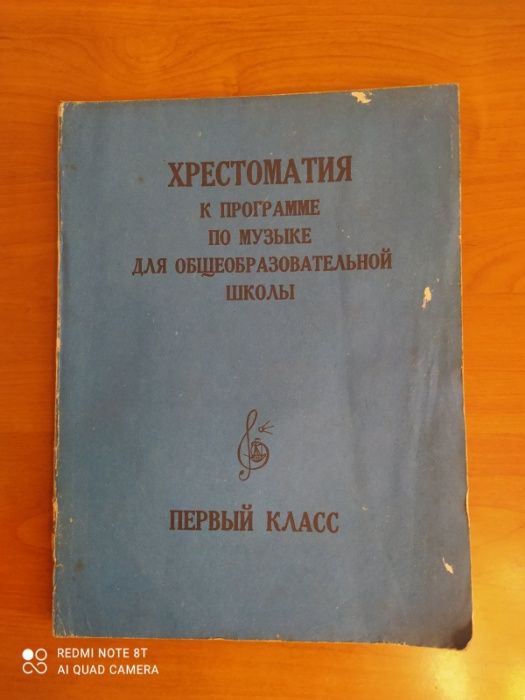 ХРЕСТОМАТИЯ
К ПРОГРАММЕ
ПО МУЗЫКЕ
ДЛЯ ОБЩЕОБРАЗОВАТЕЛЬНОЙ
ШКОЛЫ
ПЕРВЫЙ КЛАСС
REDMI NOTE 8T
AI QUAD CAMERA